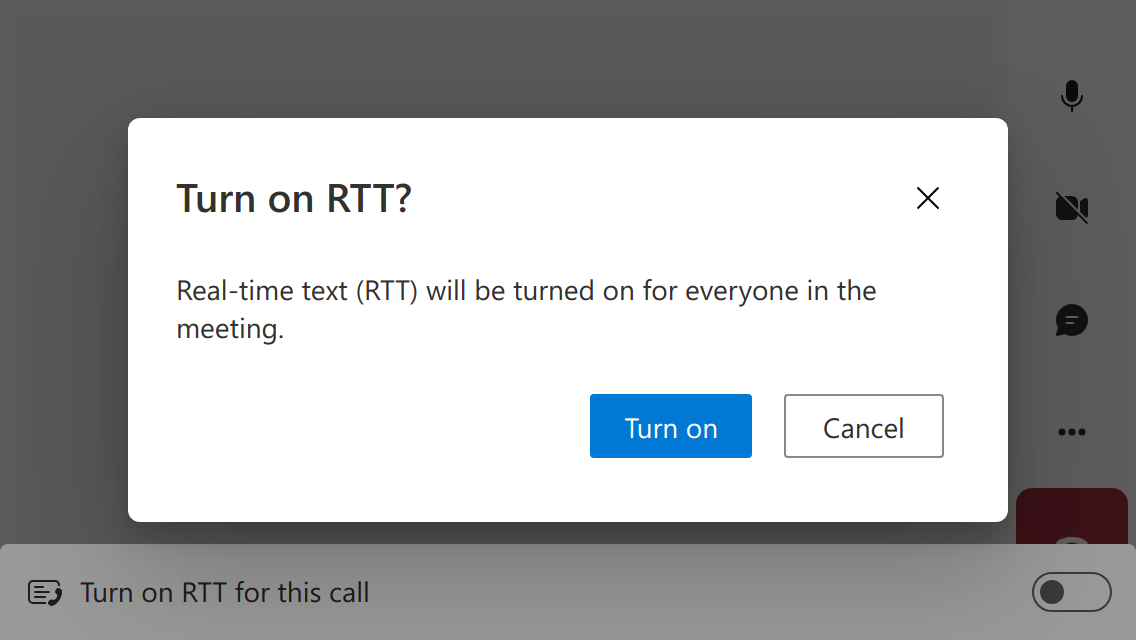 Turn on RTT?
Real-time text (RTT) will be turned on for everyone in the
meeting.
Turn on
Cancel
Turn on RTT for this call